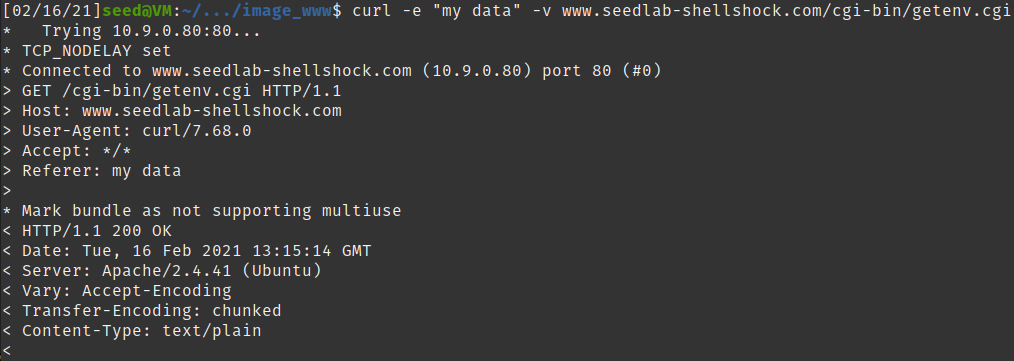 [02/16/21]seed@VM:~/.../image_www$ curl -e "my data" -v www.seedlab-shellshock.com/cgi-bin/getenv.cgi
*   Trying 10.9.0.80:80...
* TCP_NODELAY set
* Connected to www.seedlab-shellshock.com (10.9.0.80) port 80 (#0)
> GET /cgi-bin/getenv.cgi HTTP/1.1
> Host: www.seedlab-shellshock.com
> User-Agent: curl/7.68.0
> Accept: */*
> Referer: my data
>
* Mark bundle as not supporting multiuse
< HTTP/1.1 200 OK
< Date: Tue, 16 Feb 2021 13:15:14 GMT
< Server: Apache/2.4.41 (Ubuntu)
< Vary: Accept-Encoding
< Transfer-Encoding: chunked
< Content-Type: text/plain
<